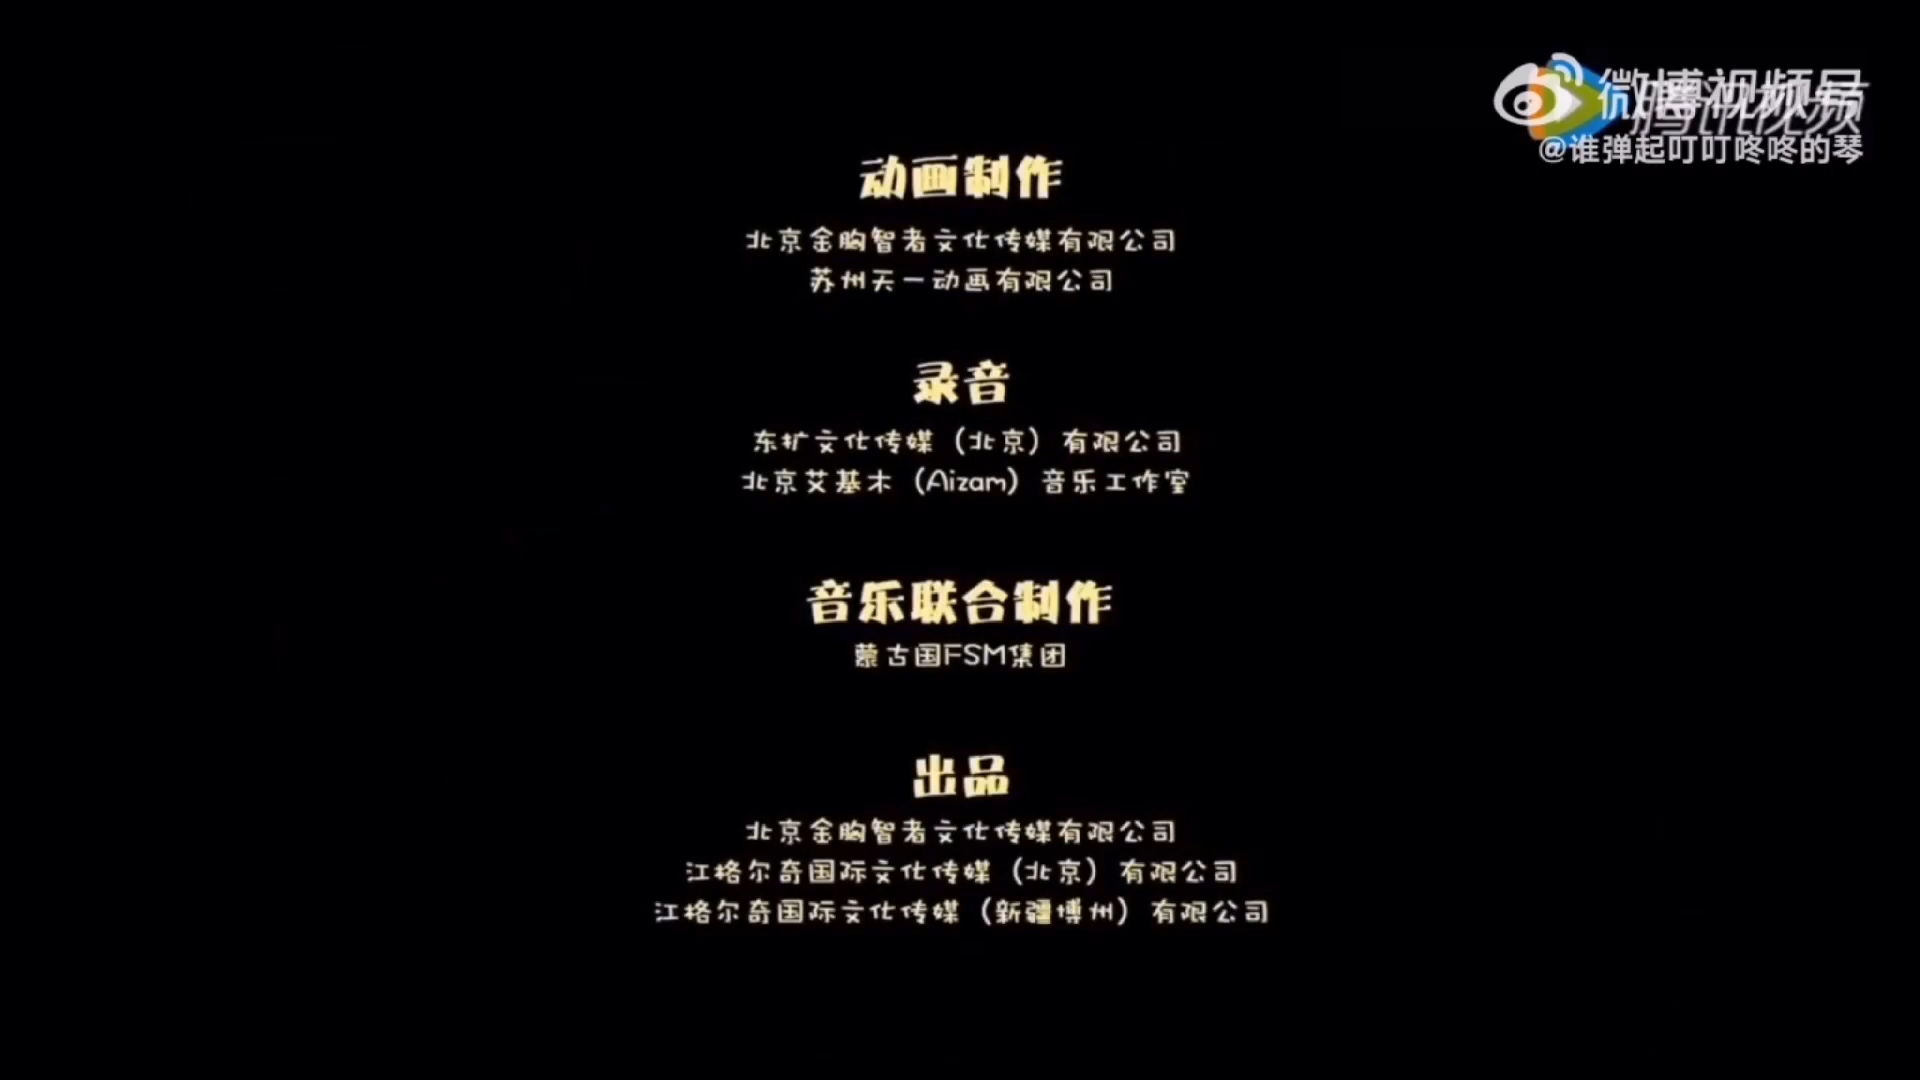 微博视频号
腾讯视频
@谁弹起叮叮咚咚的琴
动画制作
北京金朐智者文化传媒有限公司
苏州天一动画有限公司
录音
东扩文化传媒（北京）有限公司
北京艾基木（Aizam）音乐工作室
音乐联合制作
蒙古国FSM集团
出品
北京金朐智者文化传媒有限公司
江格尔奇国际文化传媒（北京）有限公司
江格尔奇国际文化传媒（新疆博州）有限公司